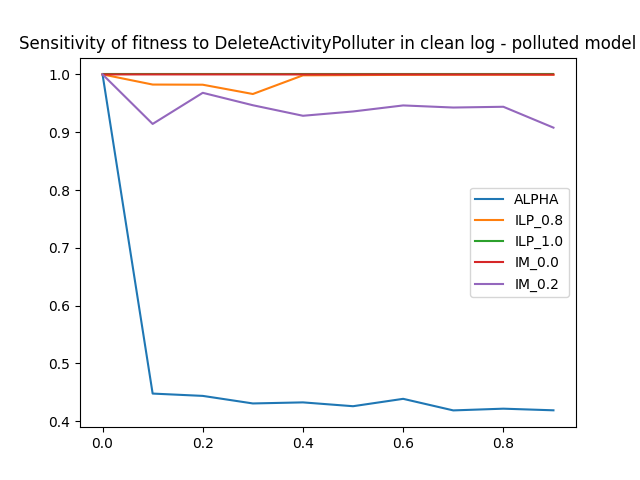 Sensitivity of fitness to DeleteActivityPolluter in clean log - polluted model
1.0
0.9
0.8
0.7
0.6
0.5
0.4
ALPHA
ILP_0.8
ILP_1.0
IM_0.0
IM_0.2
0.0 0.2 0.4 0.6 0.8